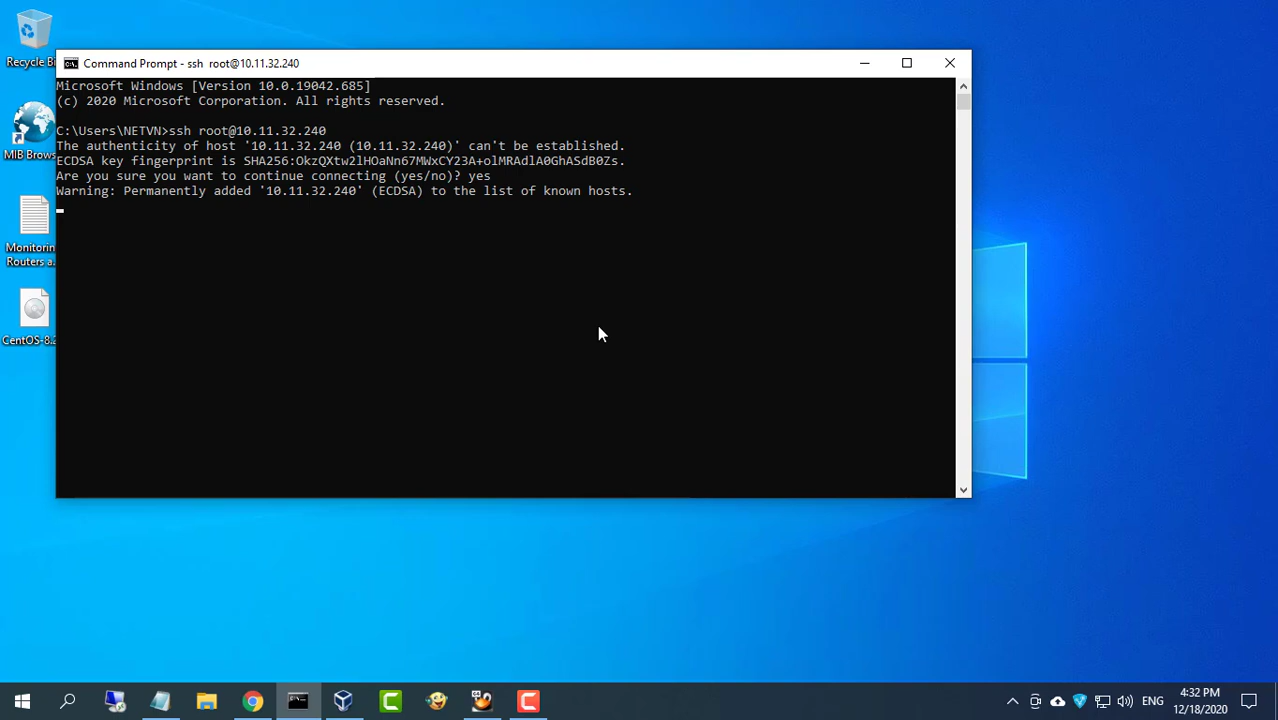 Recycle Bi
Command Prompt - ssh root@10.11.32.240
Microsoft Windows [Version 10.0.19042.685]
(c) 2020 Microsoft Corporation. All rights reserved.
C:\Users\NETVN>ssh root@10.11.32.240
The authenticity of host '10.11.32.240 (10.11.32.240)' can't be established.
ECDSA key fingerprint is SHA256:OkzQXtw2lHOaNn67MWxCY23A+olMRAdlA0GhASdB0Zs.
Are you sure you want to continue connecting (yes/no)? yes
Warning: Permanently added '10.11.32.240' (ECDSA) to the list of known hosts.
MIB Brows
Monitorin
Routers a.
CentOS-8.
ENG
4:32 PM
12/18/2020